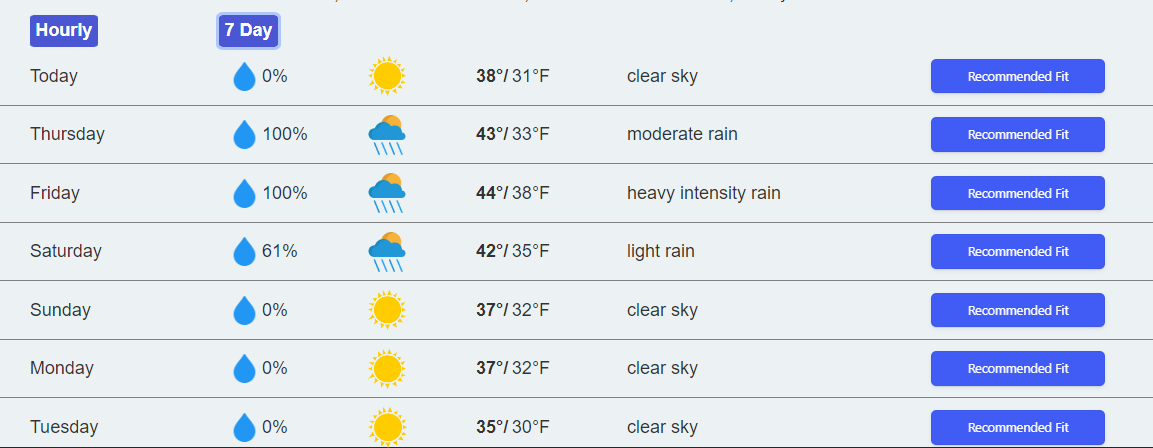 Hourly 7 Day
Today 0% 38°/ 31°F clear sky Recommended Fit
Thursday 100% 43°/ 33°F moderate rain Recommended Fit
Friday 100% 44°/ 38°F heavy intensity rain Recommended Fit
Saturday 61% 42°/ 35°F light rain Recommended Fit
Sunday 0% 37°/ 32°F clear sky Recommended Fit
Monday 0% 37°/ 32°F clear sky Recommended Fit
Tuesday 0% 35°/ 30°F clear sky Recommended Fit